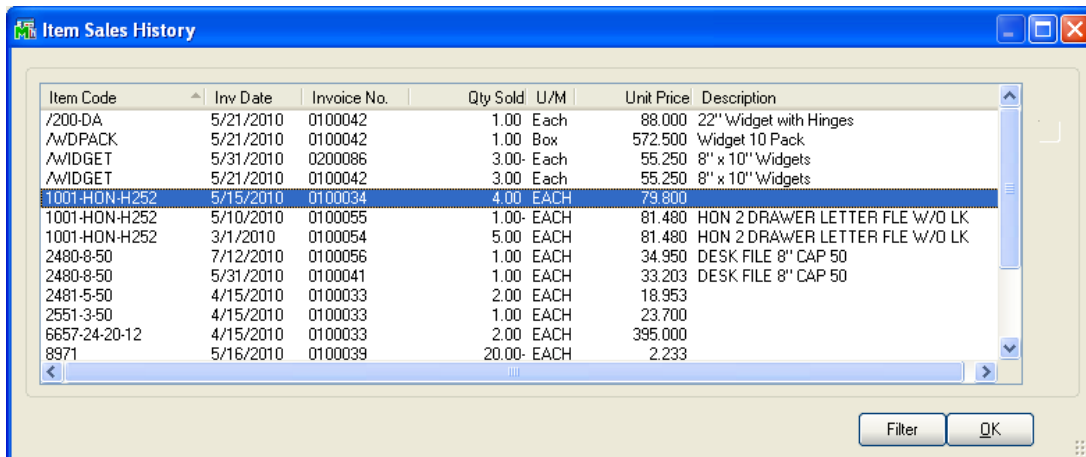 Item Sales History
Item Code Inv Date Invoice No. Qty Sold U/M Unit Price Description
/200-DA 5/21/2010 0100042 1.00 Each 88.000 22" Widget with Hinges
/WDPACK 5/21/2010 0100042 1.00 Box 572.500 Widget 10 Pack
/WIDGET 5/31/2010 0200086 3.00- Each 55.250 8" x 10" Widgets
/WIDGET 5/21/2010 0100042 3.00 Each 55.250 8" x 10" Widgets
1001-HON-H252 5/15/2010 0100034 4.00 EACH 79.800
1001-HON-H252 5/10/2010 0100055 1.00- EACH 81.480 HON 2 DRAWER LETTER FLE W/O LK
1001-HON-H252 3/1/2010 0100054 5.00 EACH 81.480 HON 2 DRAWER LETTER FLE W/O LK
2480-8-50 7/12/2010 0100056 1.00 EACH 34.950 DESK FILE 8" CAP 50
2480-8-50 5/31/2010 0100041 1.00 EACH 33.203 DESK FILE 8" CAP 50
2481-5-50 4/15/2010 0100033 2.00 EACH 18.953
2551-3-50 4/15/2010 0100033 1.00 EACH 23.700
6657-24-20-12 4/15/2010 0100033 2.00 EACH 395.000
8971 5/16/2010 0100039 20.00- EACH 2.233
Filter OK